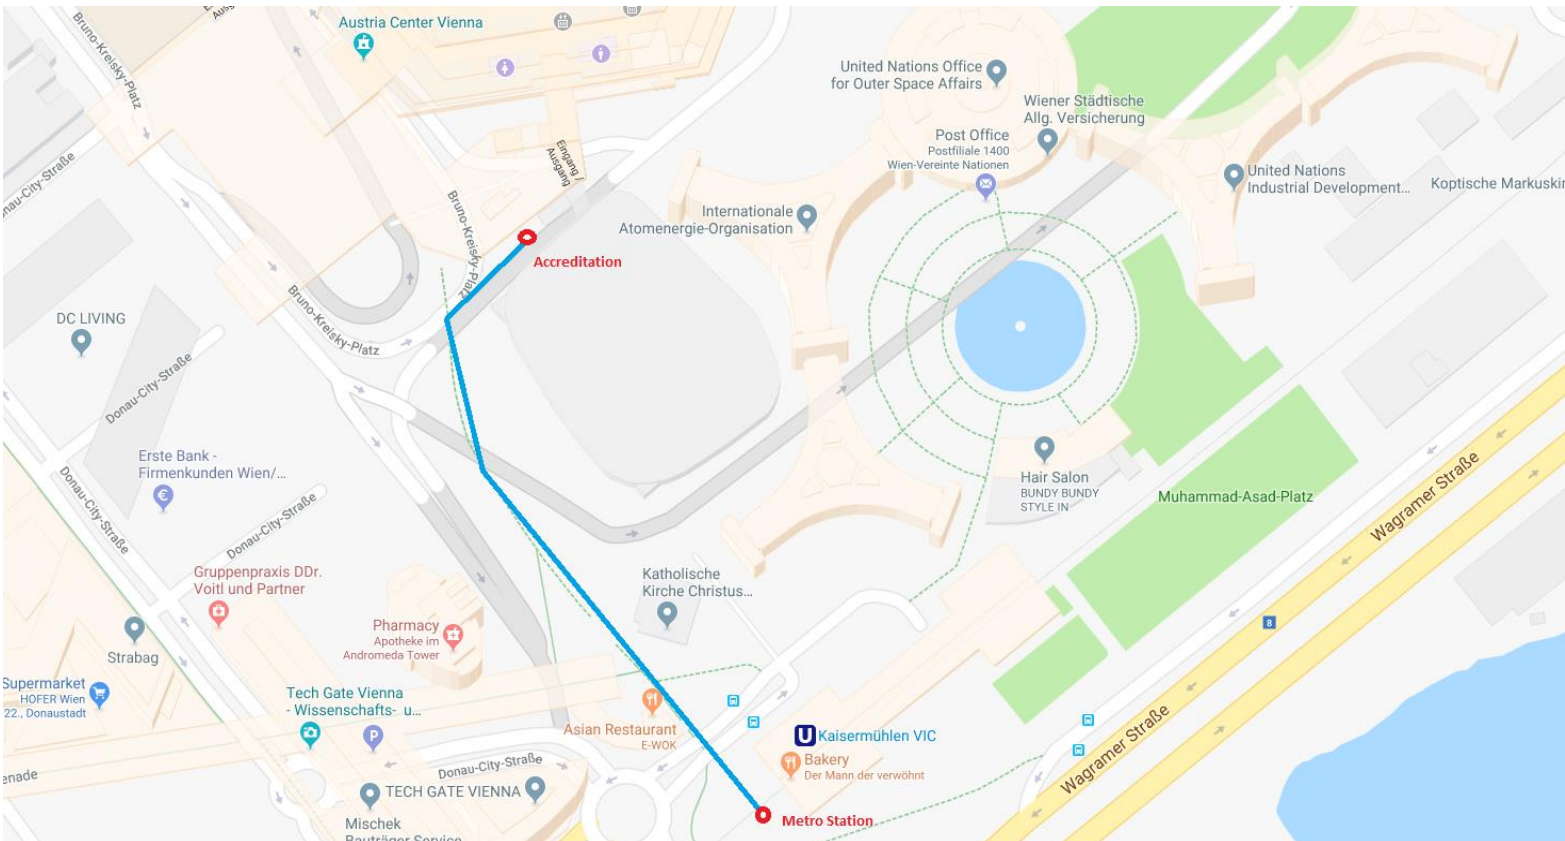 Bruno-Kreisky-Platz
Austria Center Vienna
United Nations Office
for Outer Space Affairs
Wiener Städtische
Allg. Versicherung
Post Office
Postfiliale 1400
Wien-Vereinte Nationen
United Nations
Industrial Development...
Koptische Markuskir
Eingang /
Ausgang
Bruno-Kreisky-Platz
Internationale
Atomenergie-Organisation
Accreditation
Bruno-Kreisky-Platz
DC LIVING
Donau-City-Straße
Erste Bank -
Firmenkunden Wien/...
Donau-City-Straße
Donau-City-Straße
Hair Salon
BUNDY BUNDY
STYLE IN
Muhammad-Asad-Platz
Wagramer Straße
Gruppenpraxis DDr.
Voitl und Partner
Katholische
Kirche Christus...
Pharmacy
Apotheke im
Andromeda Tower
8
Strabag
Supermarket
HOFER Wien
22., Donaustadt
Tech Gate Vienna
- Wissenschafts- u...
P
Asian Restaurant
E-WOK
U Kaisermühlen VIC
Bakery
Der Mann der verwöhnt
Wagramer Straße
Donau-City-Straße
enade
TECH GATE VIENNA
Mischek
Bauträger Service
Metro Station